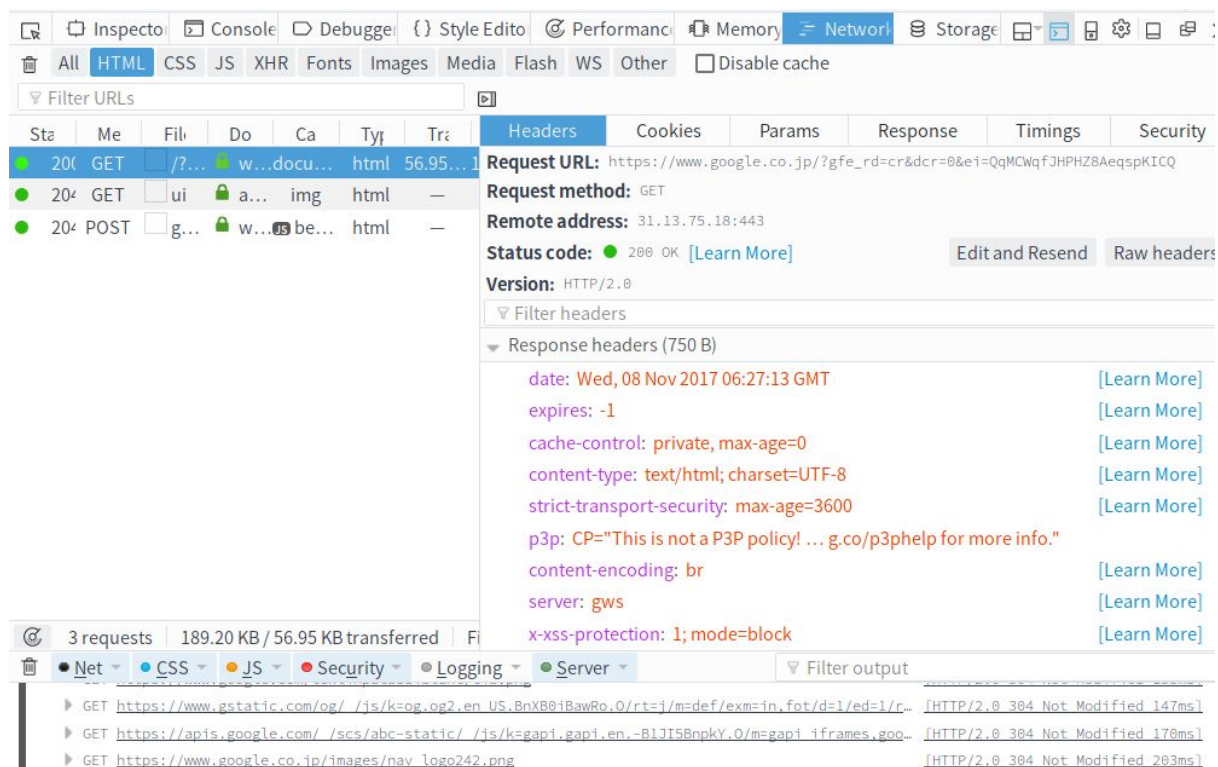 Inspecto Console Debugger {} Style Edito Performanc Memory Network Storage
All HTML CSS JS XHR Fonts Images Media Flash WS Other Disable cache
Filter URLs
Sta Me File Do Ca Typ Tra Headers Cookies Params Response Timings Security
200 GET /?... w...docu... html 56.95... 1
Request URL: https://www.google.co.jp/?gfe_rd=cr&dcr=0&ei=QqMCWqfJHPHZ8AeqspKICQ
204 GET ui a... img html —
Request method: GET
204 POST g... w... JS be... html —
Remote address: 31.13.75.18:443
Status code: 200 OK [Learn More] Edit and Resend Raw headers
Version: HTTP/2.0
Filter headers
Response headers (750 B)
date: Wed, 08 Nov 2017 06:27:13 GMT [Learn More]
expires: -1 [Learn More]
cache-control: private, max-age=0 [Learn More]
content-type: text/html; charset=UTF-8 [Learn More]
strict-transport-security: max-age=3600 [Learn More]
p3p: CP="This is not a P3P policy! … g.co/p3phelp for more info."
content-encoding: br [Learn More]
server: gws [Learn More]
x-xss-protection: 1; mode=block [Learn More]
3 requests 189.20 KB / 56.95 KB transferred Fi
Net CSS JS Security Logging Server Filter output
GET https://www.gstatic.com/og/_/js/k=og.og2.en_US.BnXB0iBawRo.O/rt=j/m=def/exm=in,fot/d=1/ed=1/r… [HTTP/2.0 304 Not Modified 147ms]
GET https://apis.google.com/_/scs/abc-static/_/js/k=gapi.gapi.en.-B1JI5BnpkY.O/m=gapi_iframes,goo… [HTTP/2.0 304 Not Modified 170ms]
GET https://www.google.co.jp/images/nav_logo242.png [HTTP/2.0 304 Not Modified 203ms]